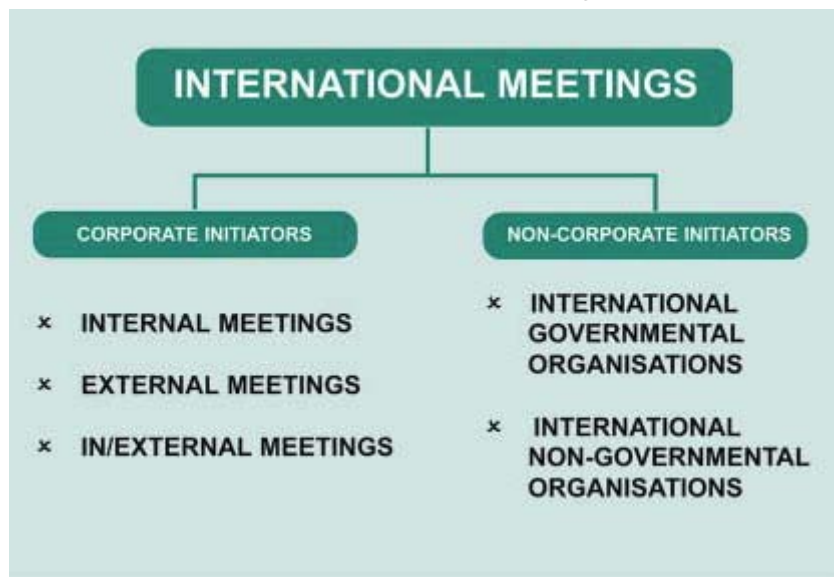 INTERNATIONAL MEETINGS
CORPORATE INITIATORS
× INTERNAL MEETINGS
× EXTERNAL MEETINGS
× IN/EXTERNAL MEETINGS
NON-CORPORATE INITIATORS
× INTERNATIONAL
GOVERNMENTAL
ORGANISATIONS
× INTERNATIONAL
NON-GOVERNMENTAL
ORGANISATIONS